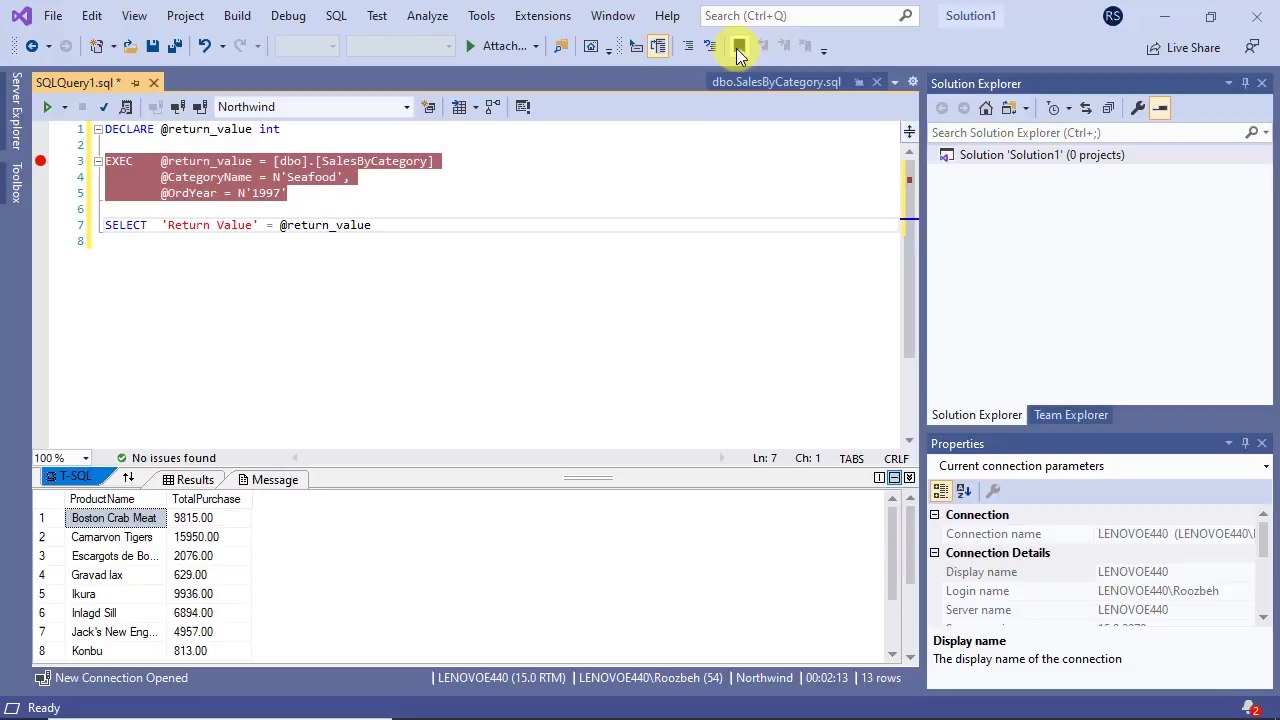 File Edit View Project Build Debug SQL Test Analyze Tools Extensions Window Help Search (Ctrl+Q) Solution1 RS
Attach... Live Share
SQLQuery1.sql * dbo.SalesByCategory.sql
Northwind
1 DECLARE @return_value int
2
3 EXEC @return_value = [dbo].[SalesByCategory]
4 @CategoryName = N'Seafood',
5 @OrdYear = N'1997'
6
7 SELECT 'Return Value' = @return_value
8
100 % No issues found Ln: 7 Ch: 1 TABS CRLF
T-SQL Results Message
ProductName TotalPurchase
1 Boston Crab Meat 9815.00
2 Carnarvon Tigers 15950.00
3 Escargots de Bo... 2076.00
4 Gravad lax 629.00
5 Ikura 9936.00
6 Inlagd Sill 6894.00
7 Jack's New Eng... 4957.00
8 Konbu 813.00
New Connection Opened LENOVOE440 (15.0 RTM) LENOVOE440\Roozbeh (54) Northwind 00:02:13 13 rows
Ready
2
Server Explorer
Toolbox
Solution Explorer
Search Solution Explorer (Ctrl+;)
Solution 'Solution1' (0 projects)
Solution Explorer Team Explorer
Properties
Current connection parameters
Connection
Connection name LENOVOE440 (LENOVOE440\
Connection Details
Display name LENOVOE440
Login name LENOVOE440\Roozbeh
Server name LENOVOE440
Display name
The display name of the connection